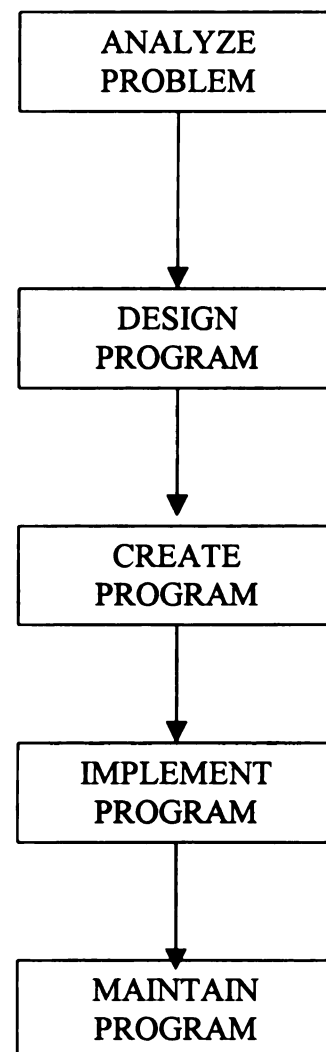 ANALYZE
PROBLEM
DESIGN
PROGRAM
CREATE
PROGRAM
IMPLEMENT
PROGRAM
MAINTAIN
PROGRAM